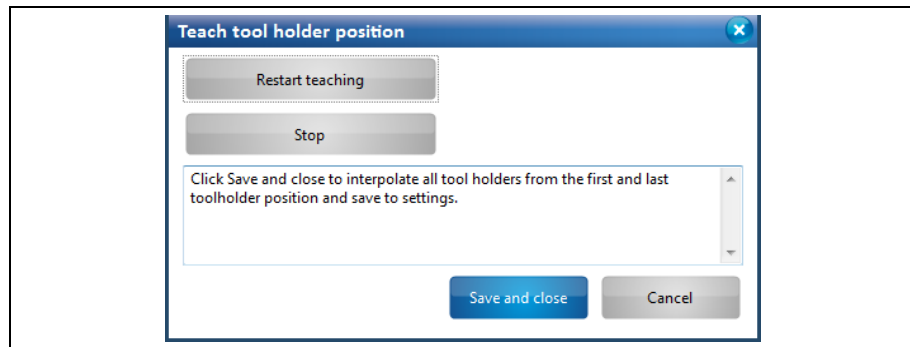 Teach tool holder position
Restart teaching
Stop
Click Save and close to interpolate all tool holders from the first and last
toolholder position and save to settings.
Save and close
Cancel